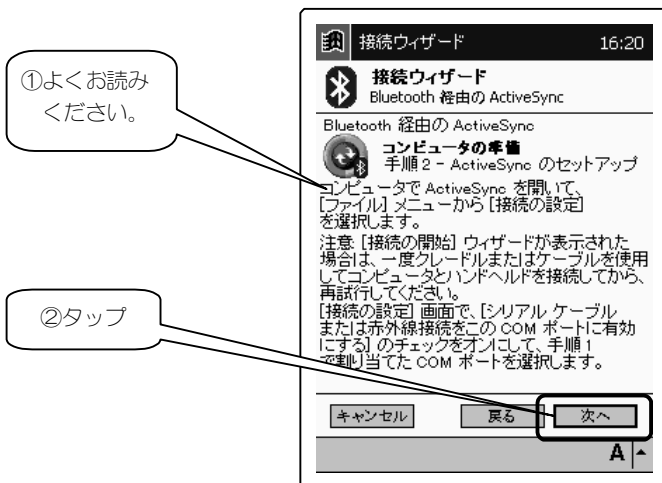 接続ウィザード 16:20
①よくお読み
ください。
接続ウィザード
Bluetooth 経由の ActiveSync
Bluetooth 経由の ActiveSync
コンピュータの準備
手順 2 - ActiveSync のセットアップ
コンピュータで ActiveSync を開いて、
[ファイル] メニューから [接続の設定]
を選択します。
注意: [接続の開始] ウィザードが表示された
場合は、一度クレードルまたはケーブルを使用
してコンピュータとハンドヘルドを接続してから、
再試行してください。
②タップ
[接続の設定] 画面で、[シリアル ケーブル
または赤外線接続をこの COM ポートに有効
にする] のチェックをオンにして、手順 1
で割り当てた COM ポートを選択します。
キャンセル 戻る 次へ
A